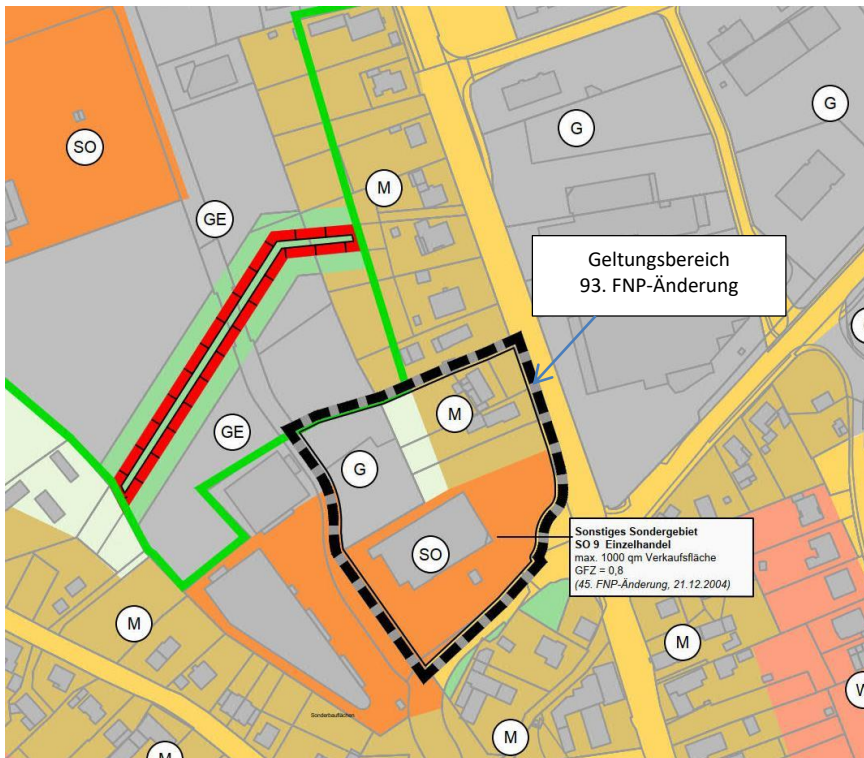 G
G
SO
M
GE
Geltungsbereich
93. FNP-Änderung
M
GE
G
Sonstiges Sondergebiet
SO 9 Einzelhandel
max. 1000 qm Verkaufsfläche
GFZ = 0,8
(45. FNP-Änderung, 21.12.2004)
SO
M
M
W
Sonderbauflächen
M
M